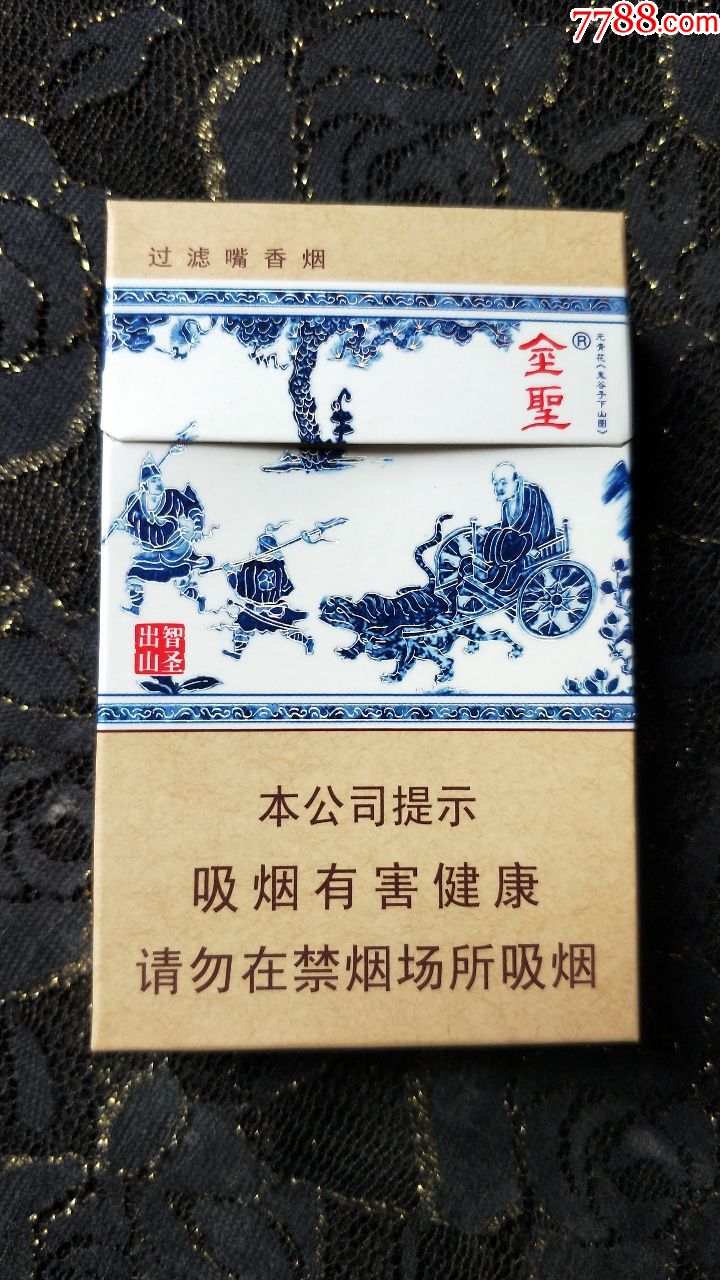 7788.com
过滤嘴香烟
金聖®
元青花《鬼谷子下山图》
智圣
出山
本公司提示
吸烟有害健康
请勿在禁烟场所吸烟